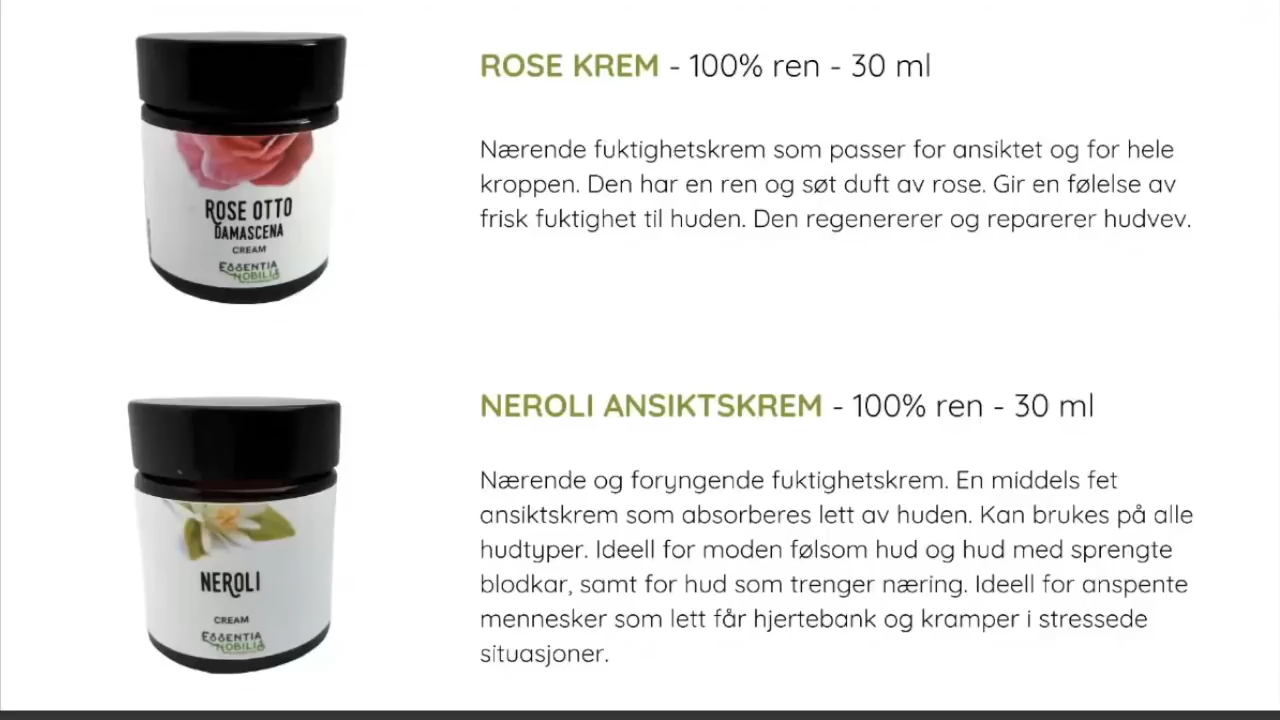 ROSE KREM - 100% ren - 30 ml
Nærende fuktighetskrem som passer for ansiktet og for hele
kroppen. Den har en ren og søt duft av rose. Gir en følelse av
frisk fuktighet til huden. Den regenererer og reparerer hudvev.
ROSE OTTO
DAMASCENA
CREAM
ESSENTIA
NOBILIS
NEROLI ANSIKTSKREM - 100% ren - 30 ml
Nærende og foryngende fuktighetskrem. En middels fet
ansiktskrem som absorberes lett av huden. Kan brukes på alle
hudtyper. Ideell for moden følsom hud og hud med sprengte
blodkar, samt for hud som trenger næring. Ideell for anspente
mennesker som lett får hjertebank og kramper i stressede
situasjoner.
NEROLI
CREAM
ESSENTIA
NOBILIS